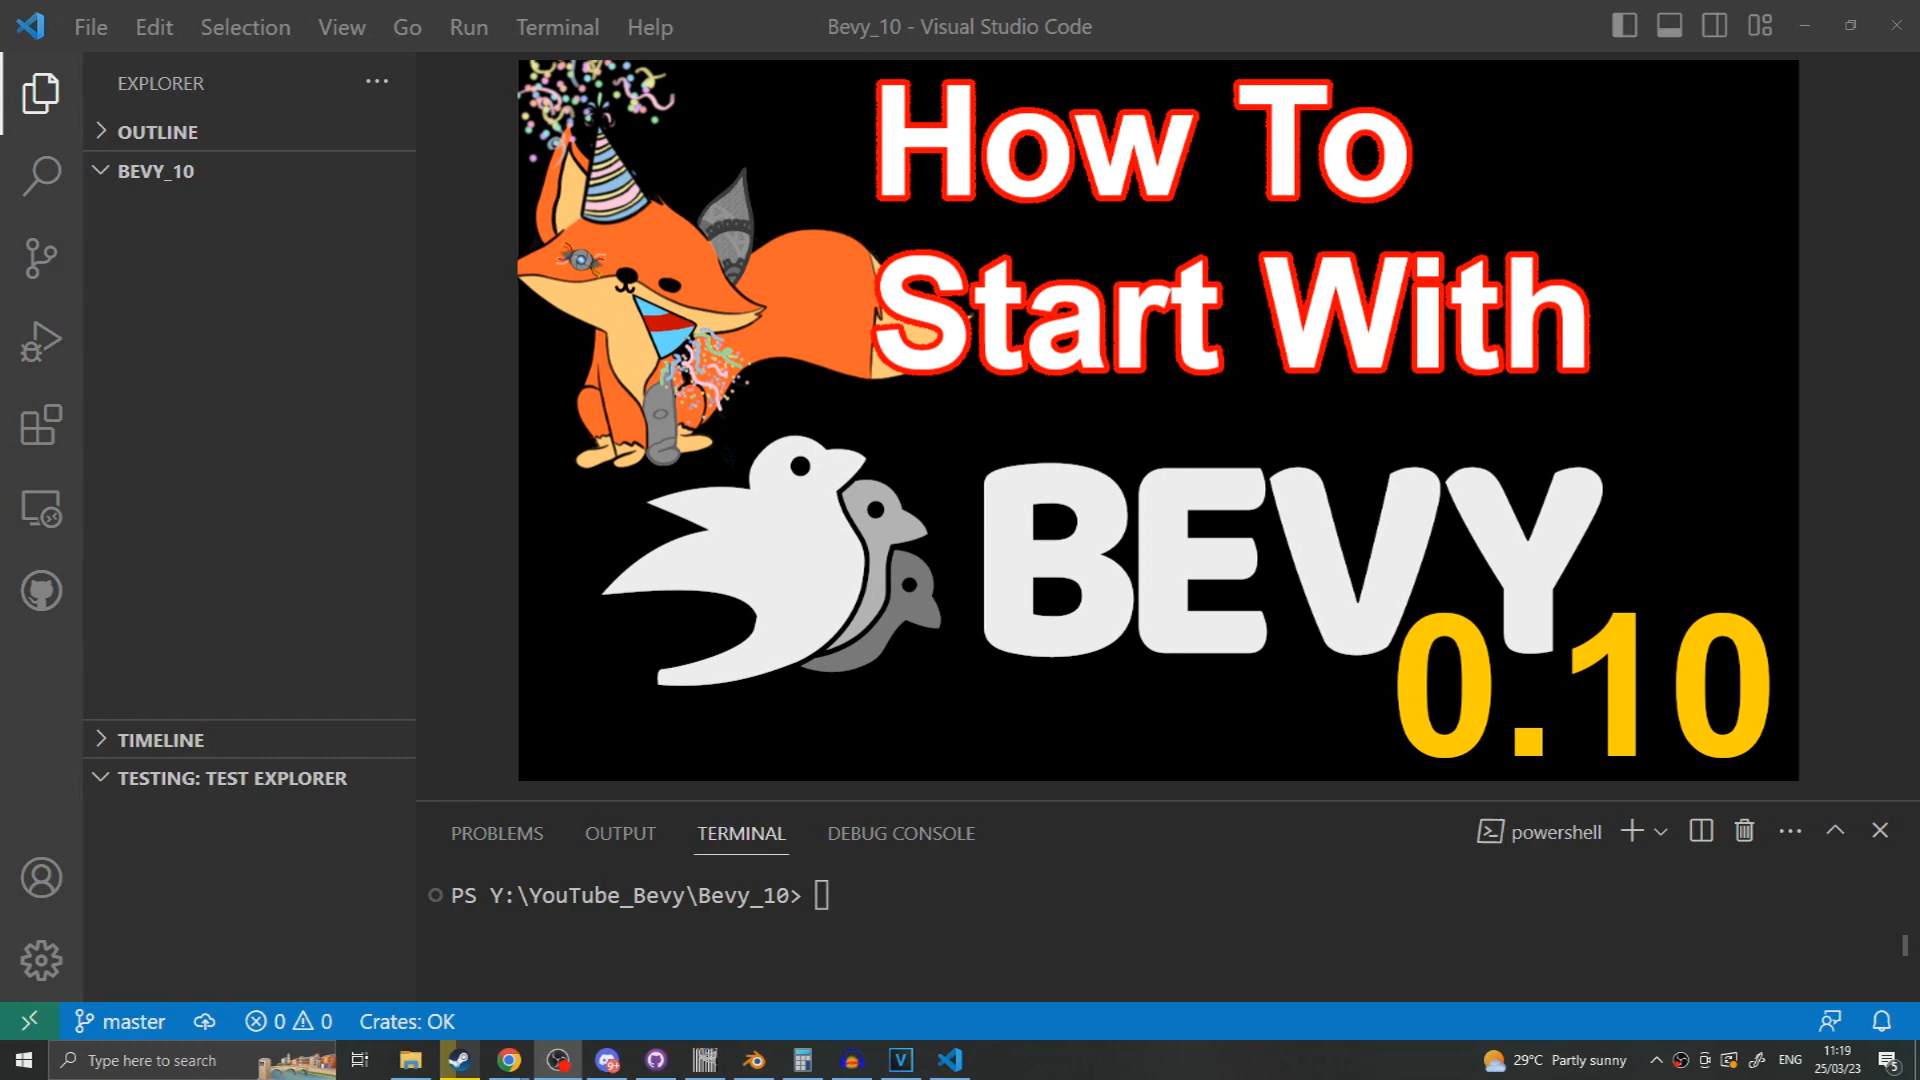 File Edit Selection View Go Run Terminal Help
Bevy_10 - Visual Studio Code
EXPLORER
OUTLINE
BEVY_10
How To
Start With
BEVY
0.10
TIMELINE
TESTING: TEST EXPLORER
PROBLEMS OUTPUT TERMINAL DEBUG CONSOLE
powershell
PS Y:\YouTube_Bevy\Bevy_10>
master 0 0 Crates: OK
Type here to search
9+
V
29°C Partly sunny
ENG
11:19
25/03/23
5